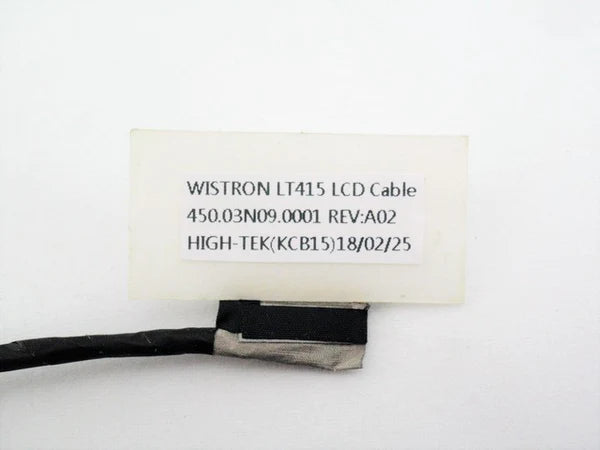 WISTRON LT415 LCD Cable
450.03N09.0001 REV:A02
HIGH-TEK(KCB15)18/02/25